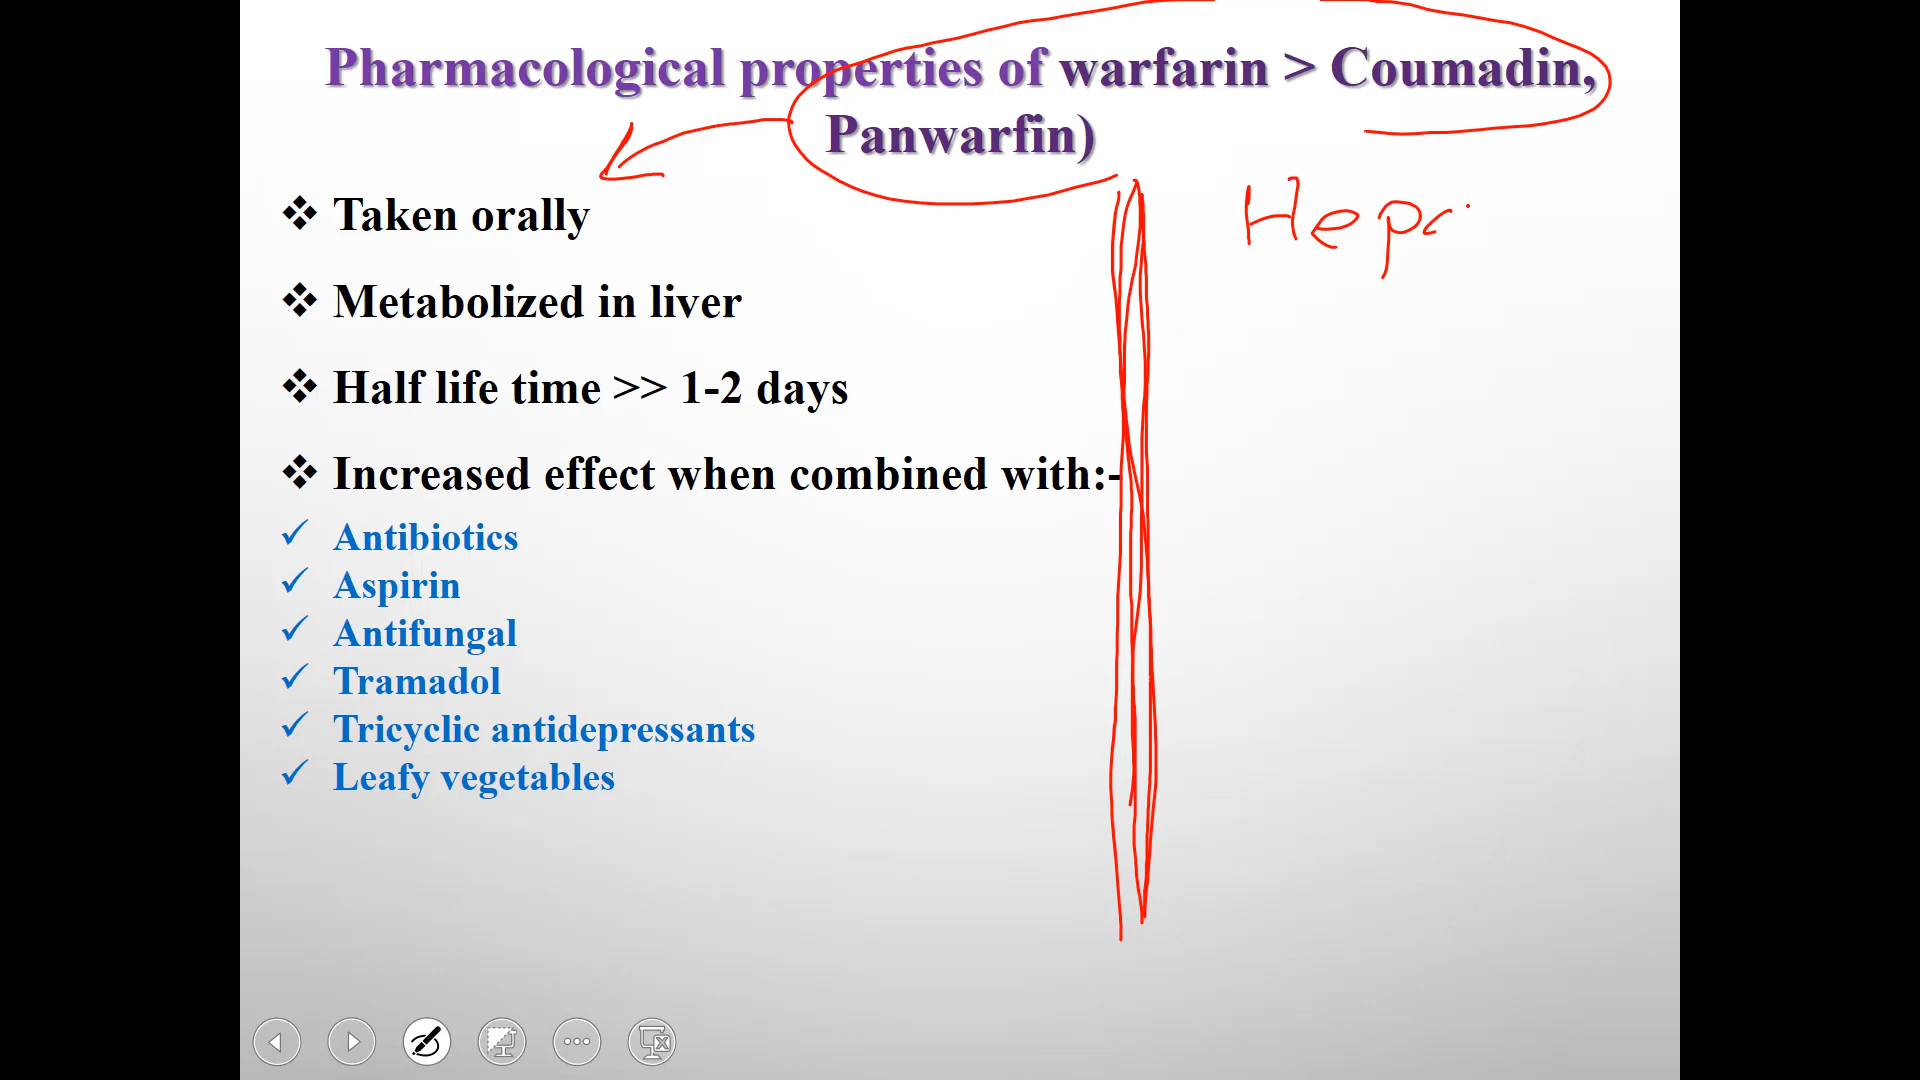 Pharmacological properties of warfarin > Coumadin,
Panwarfin)
Hepa
❖ Taken orally
❖ Metabolized in liver
❖ Half life time >> 1-2 days
❖ Increased effect when combined with:-
✓ Antibiotics
✓ Aspirin
✓ Antifungal
✓ Tramadol
✓ Tricyclic antidepressants
✓ Leafy vegetables